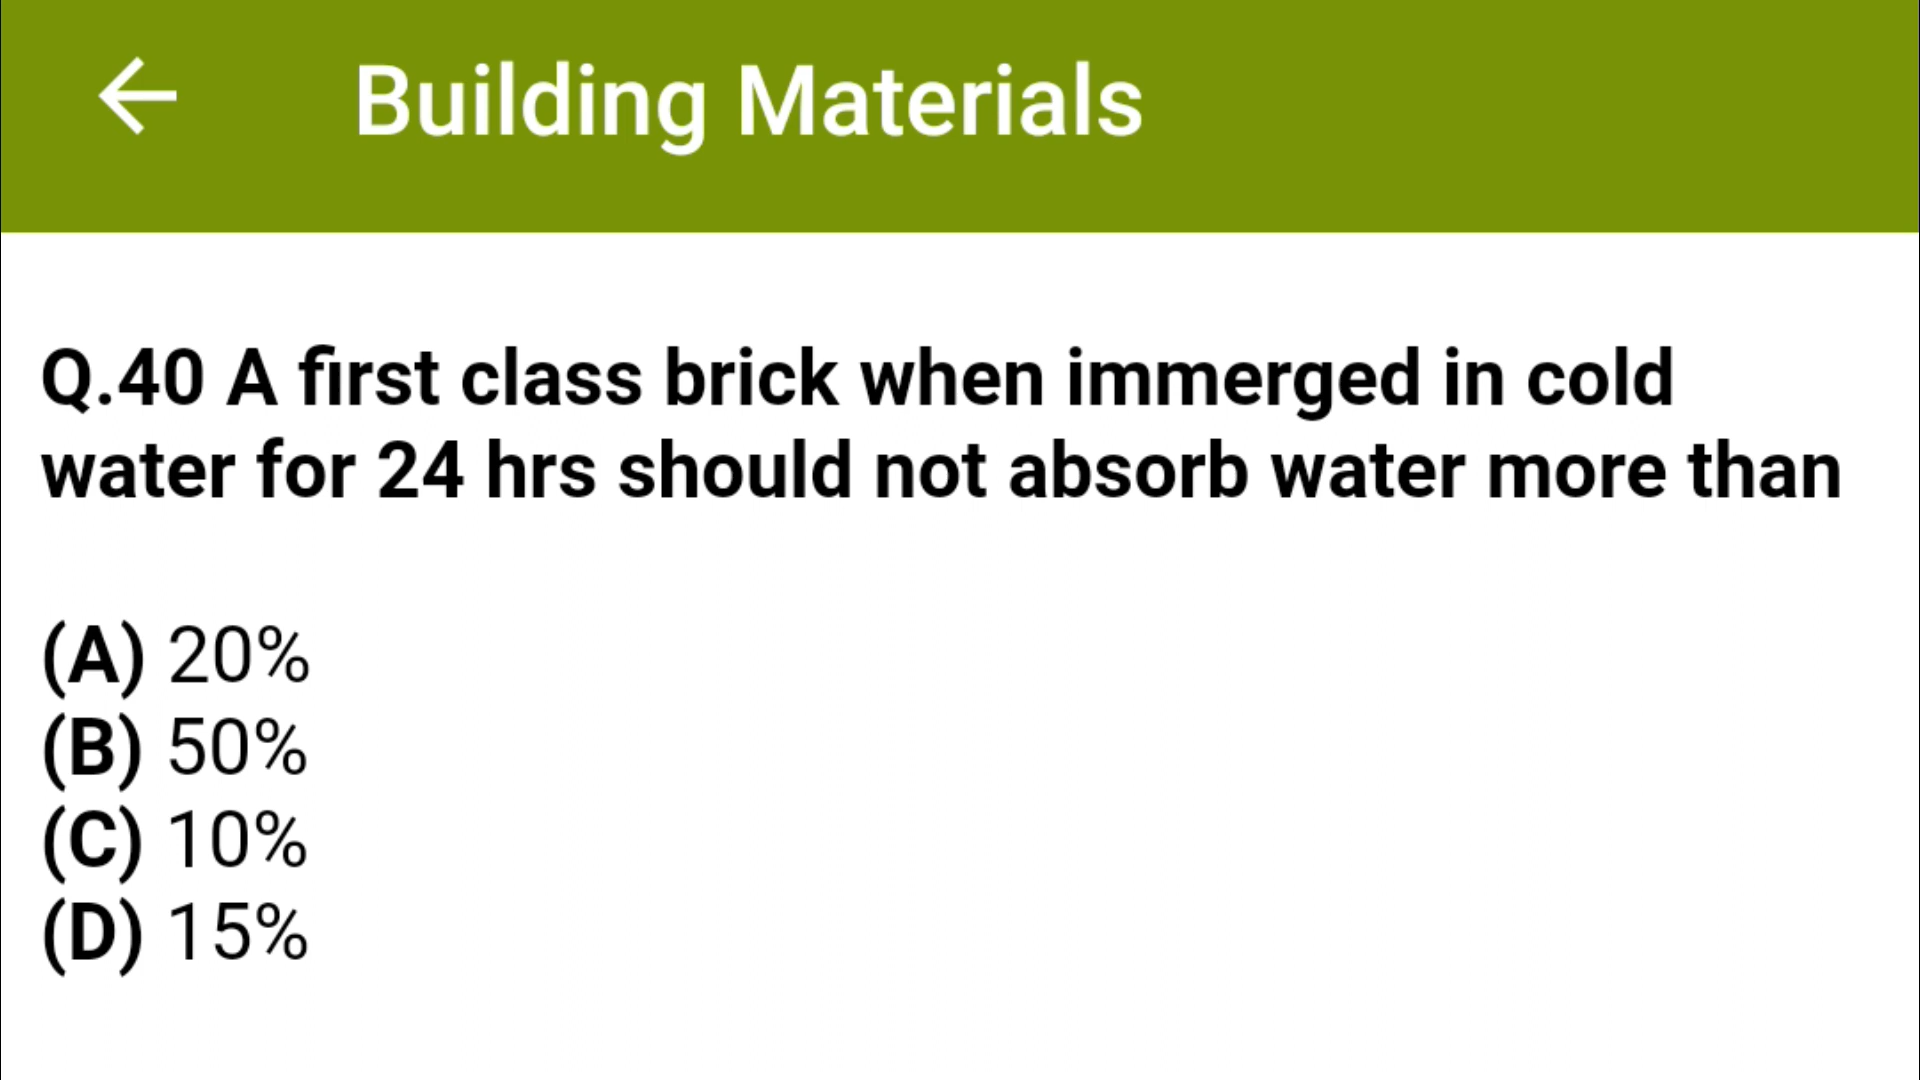 Building Materials
Q.40 A first class brick when immerged in cold
water for 24 hrs should not absorb water more than
(A) 20%
(B) 50%
(C) 10%
(D) 15%